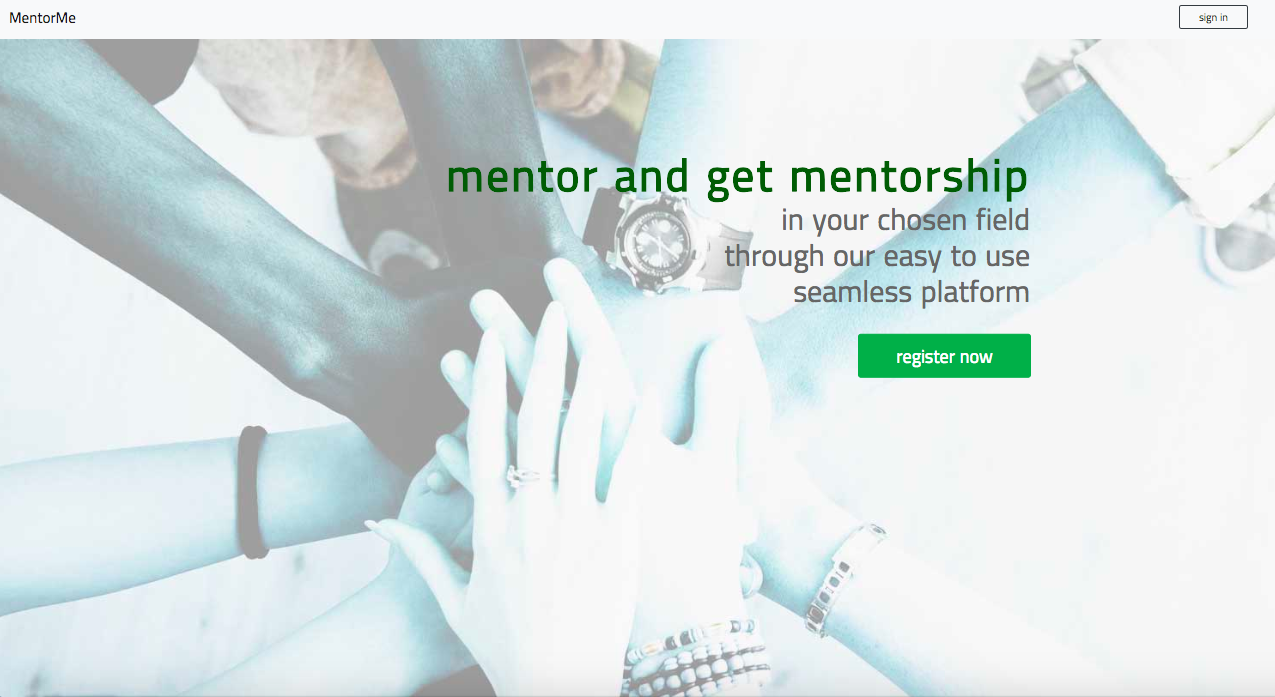 MentorMe
sign in
mentor and get mentorship
in your chosen field
through our easy to use
seamless platform
register now